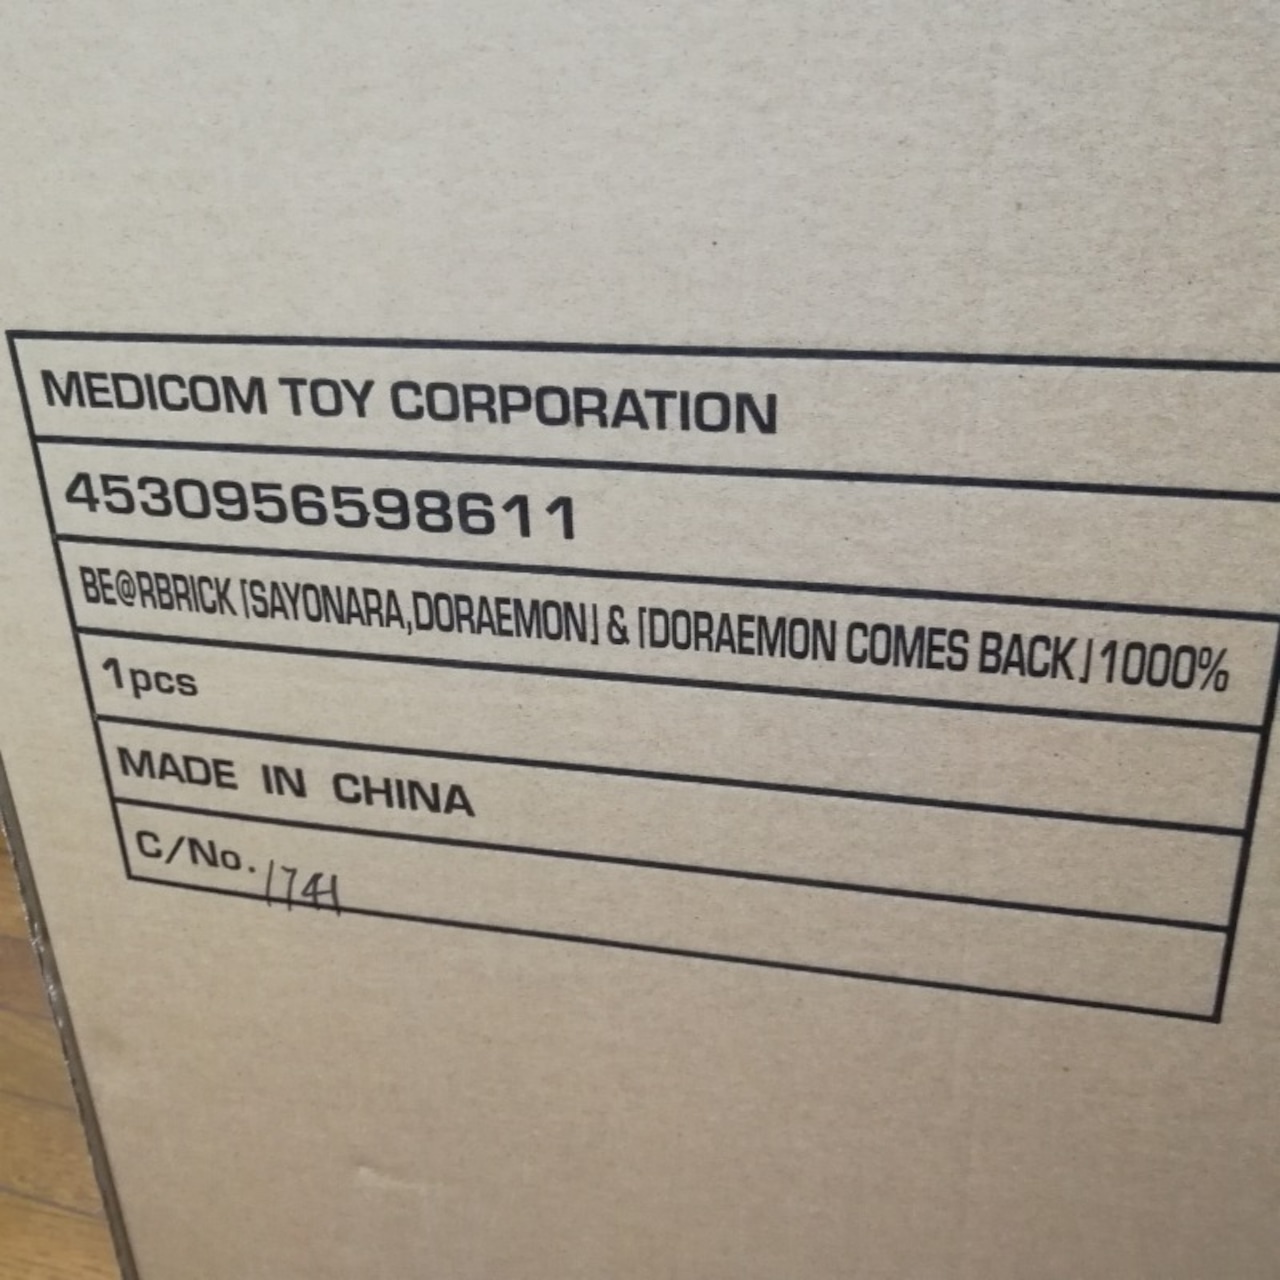 MEDICOM TOY CORPORATION
4530956598611
BE@RBRICK「SAYONARA,DORAEMON」&「DORAEMON COMES BACK」1000%
1pcs
MADE IN CHINA
C/No. 1741